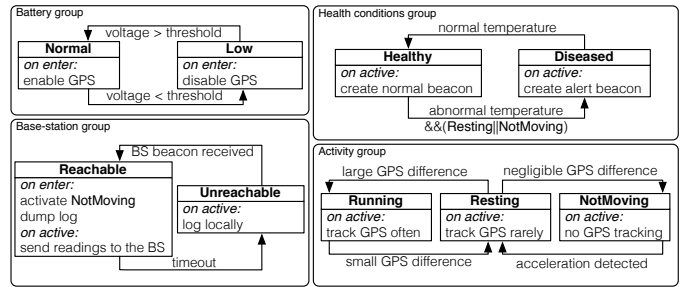 Battery group
voltage > threshold
Normal
on enter:
enable GPS
Low
on enter:
disable GPS
voltage < threshold
Base-station group
BS beacon received
Reachable
on enter:
activate NotMoving
dump log
on active:
send readings to the BS
Unreachable
on active:
log locally
timeout
Health conditions group
normal temperature
Healthy
on active:
create normal beacon
Diseased
on active:
create alert beacon
abnormal temperature
&&(Resting||NotMoving)
Activity group
large GPS difference
negligible GPS difference
Running
on active:
track GPS often
Resting
on active:
track GPS rarely
NotMoving
on active:
no GPS tracking
small GPS difference
acceleration detected